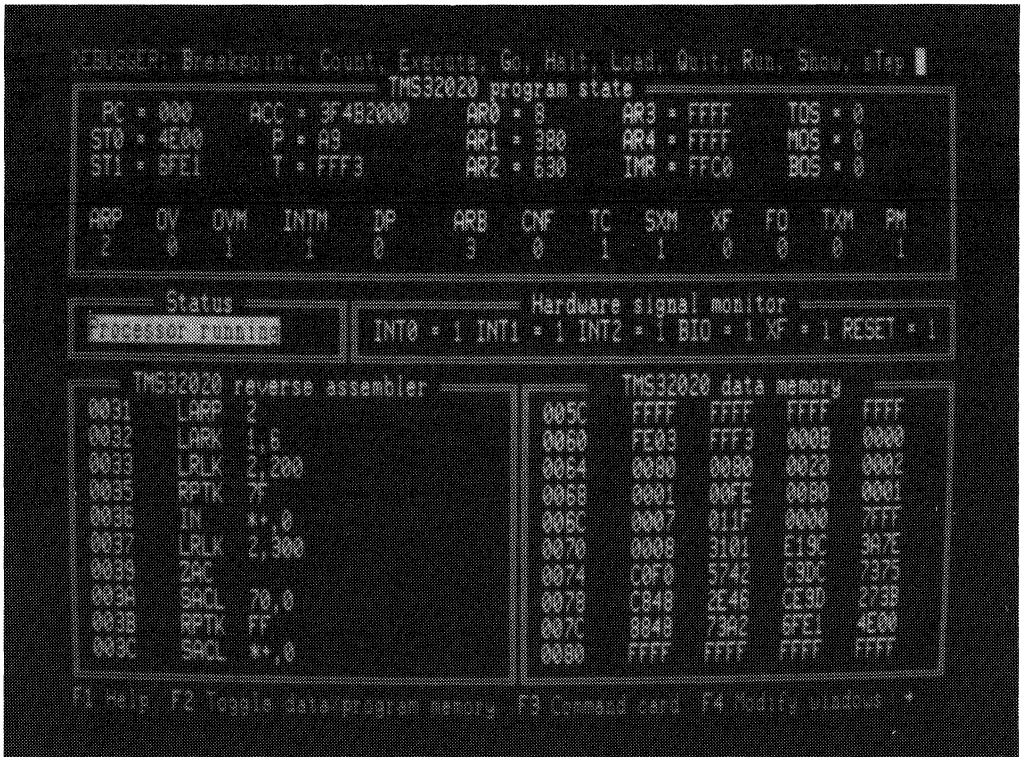 DEBUGGER: Breakpoint, Count, Execute, Go, Halt, Load, Quit, Run, Show, sTep
TMS32020 program state
PC = 000 ACC = 3F4B2000 AR0 = 8 AR3 = FFFF TOS = 0
ST0 = 4E00 P = A9 AR1 = 380 AR4 = FFFF MOS = 0
ST1 = 6FE1 T = FFF3 AR2 = 630 IMR = FFC0 BOS = 0
ARP OV OVM INTM DP ARB CNF TC SXM XF FO TXM PM
2 0 1 1 0 3 0 1 1 0 0 0 1
Status Hardware signal monitor
Processor running INT0 = 1 INT1 = 1 INT2 = 1 BIO = 1 XF = 1 RESET = 1
TMS32020 reverse assembler TMS32020 data memory
0031 LARP 2 005C FFFF FFFF FFFF FFFF
0032 LARK 1,6 0060 FE03 FFF3 000B 0000
0033 LRLK 2,200 0064 0080 0080 0020 0002
0035 RPTK 7F 0068 0001 00FE 0080 0001
0036 IN *+,0 006C 0007 011F 0000 7FFF
0037 LRLK 2,300 0070 0008 3101 E19C 3A7E
0039 ZAC 0074 C0F0 5742 C9DC 7375
003A SACL 70,0 0078 C848 2E46 CE9D 273B
003B RPTK FF 007C 8848 73A2 6FE1 4E00
003C SACL *+,0 0080 FFFF FFFF FFFF FFFF
F1 Help F2 Toggle data/program memory F3 Command card F4 Modify windows *